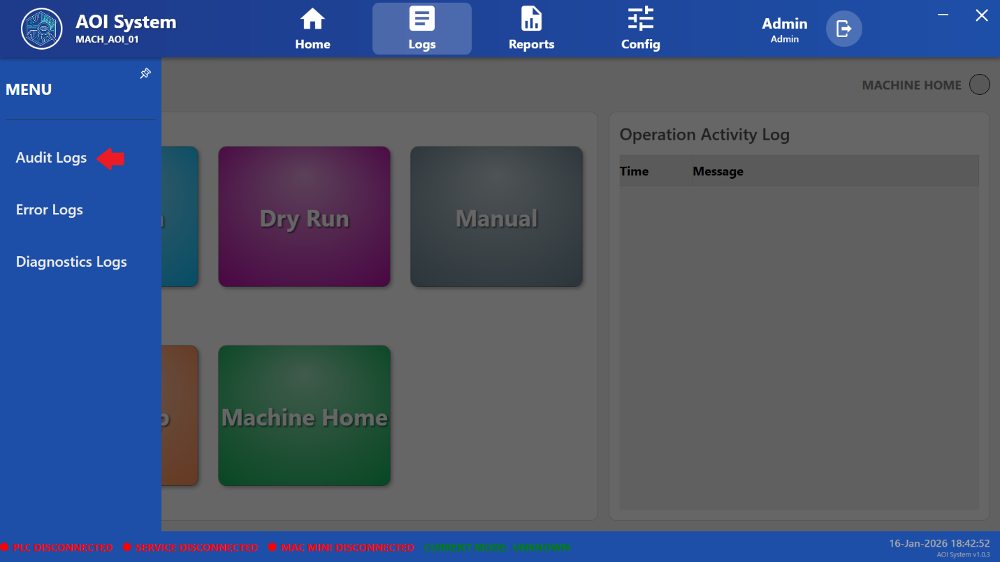 AOI System
MACH_AOI_01
Home
Logs
Reports
Config
Admin
Admin
MENU
MACHINE HOME
Audit Logs
Error Logs
Diagnostics Logs
Dry Run
Manual
Machine Home
Operation Activity Log
Time Message
PLC DISCONNECTED SERVICE DISCONNECTED MAC MINI DISCONNECTED CURRENT MODE: UNKNOWN
16-Jan-2026 18:42:52
AOI System v1.0.3